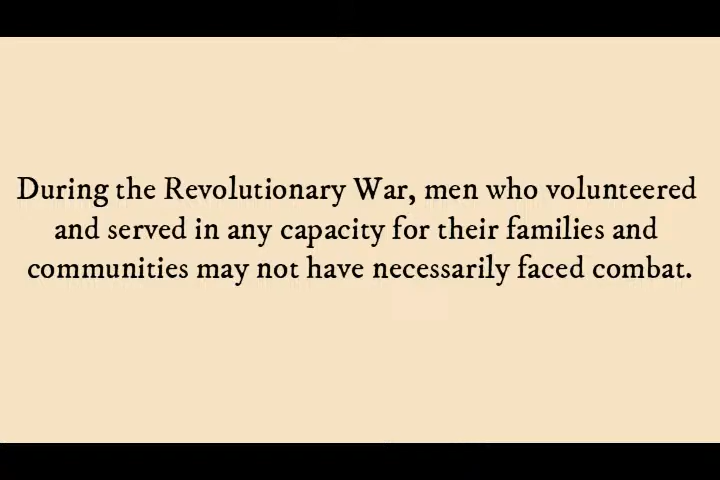 During the Revolutionary War, men who volunteered
and served in any capacity for their families and
communities may not have necessarily faced combat.